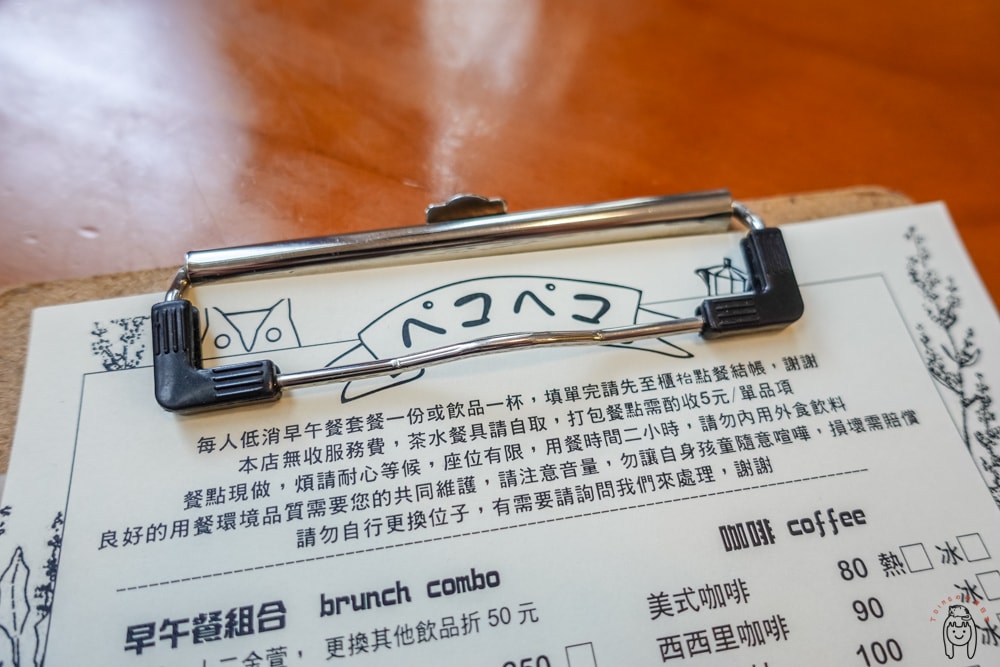 ペコペコ
每人低消早午餐套餐一份或飲品一杯，填單完請先至櫃枱點餐結帳，謝謝
本店無收服務費，茶水餐具請自取，打包餐點需酌收5元/單品項
餐點現做，煩請耐心等候，座位有限，用餐時間二小時，請勿內用外食飲料
良好的用餐環境品質需要您的共同維護，請注意音量，勿讓自身孩童隨意喧嘩，損壞需賠償
請勿自行更換位子，有需要請詢問我們來處理，謝謝
早午餐組合 brunch combo
更換其他飲品折 50 元
十二金萱，
咖啡 coffee
美式咖啡 80 熱 冰
西西里咖啡 90 冰
100